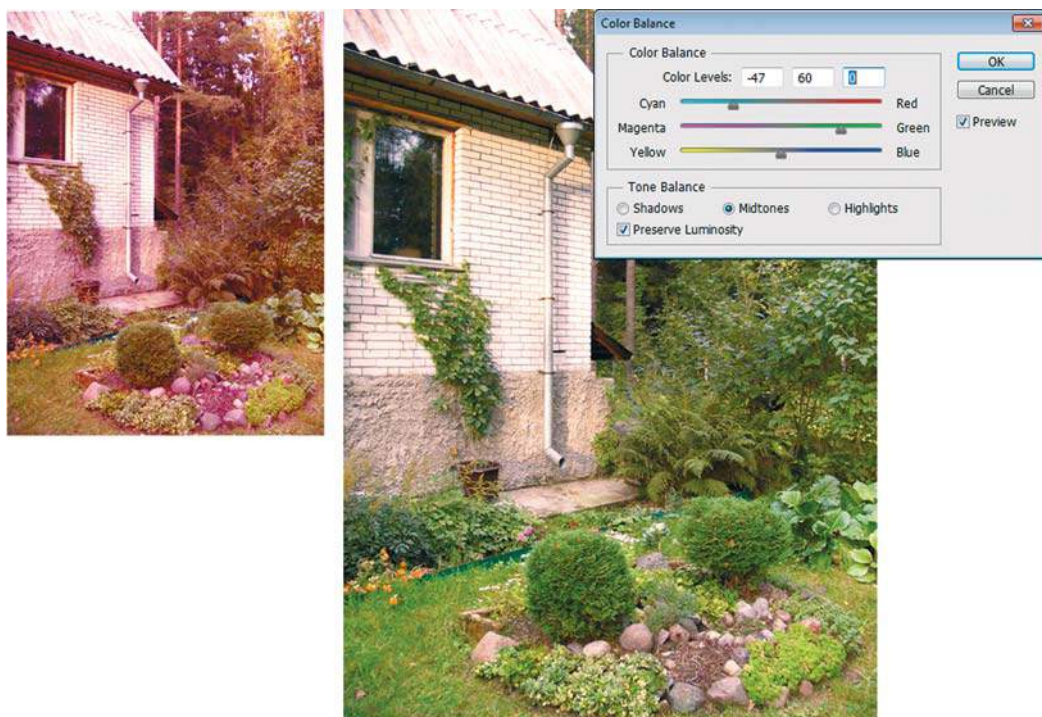 Color Balance
Color Balance
Color Levels: -47 60 0
Cyan Red
Magenta Green
Yellow Blue
Tone Balance
Shadows Midtones Highlights
Preserve Luminosity
OK
Cancel
Preview